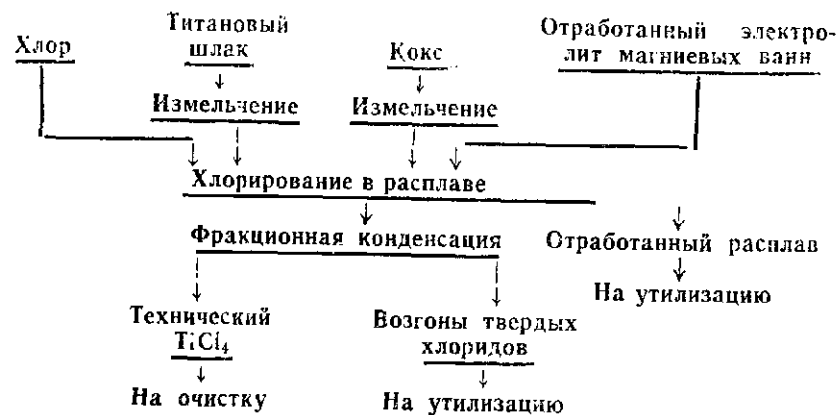 Хлор
Титановый
шлак
Кокс
Отработанный электро-
лит магниевых ванн
Измельчение
Измельчение
Хлорирование в расплаве
Фракционная конденсация
Отработанный расплав
На утилизацию
Технический
TiCl₄
Возгоны твердых
хлоридов
На очистку
На утилизацию